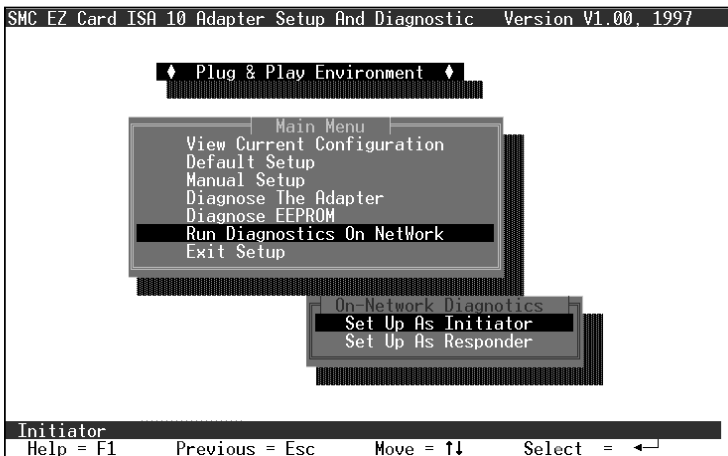 SMC EZ Card ISA 10 Adapter Setup And Diagnostic Version V1.00, 1997
♦ Plug & Play Environment ♦
Main Menu
View Current Configuration
Default Setup
Manual Setup
Diagnose The Adapter
Diagnose EEPROM
Run Diagnostics On NetWork
Exit Setup
On-Network Diagnotics
Set Up As Initiator
Set Up As Responder
Initiator
Help = F1 Previous = Esc Move = ↑↓ Select = ◄┘